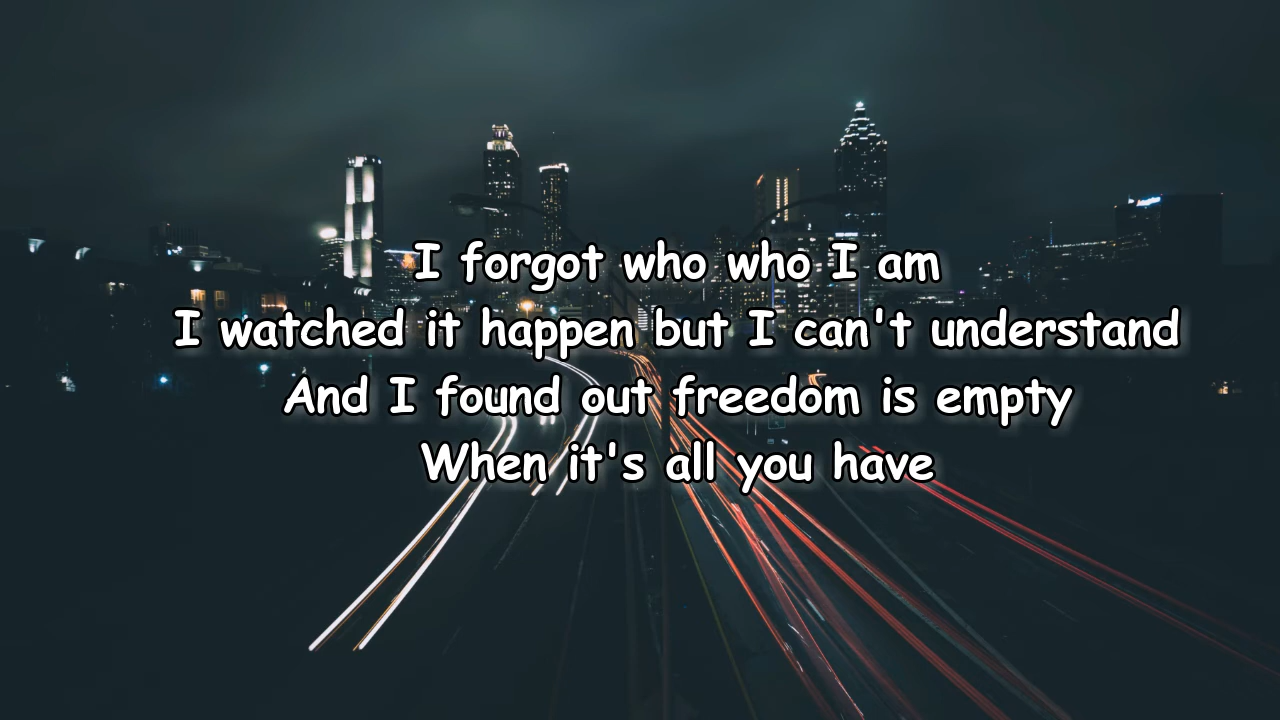 I forgot who who I am
I watched it happen but I can't understand
And I found out freedom is empty
When it's all you have